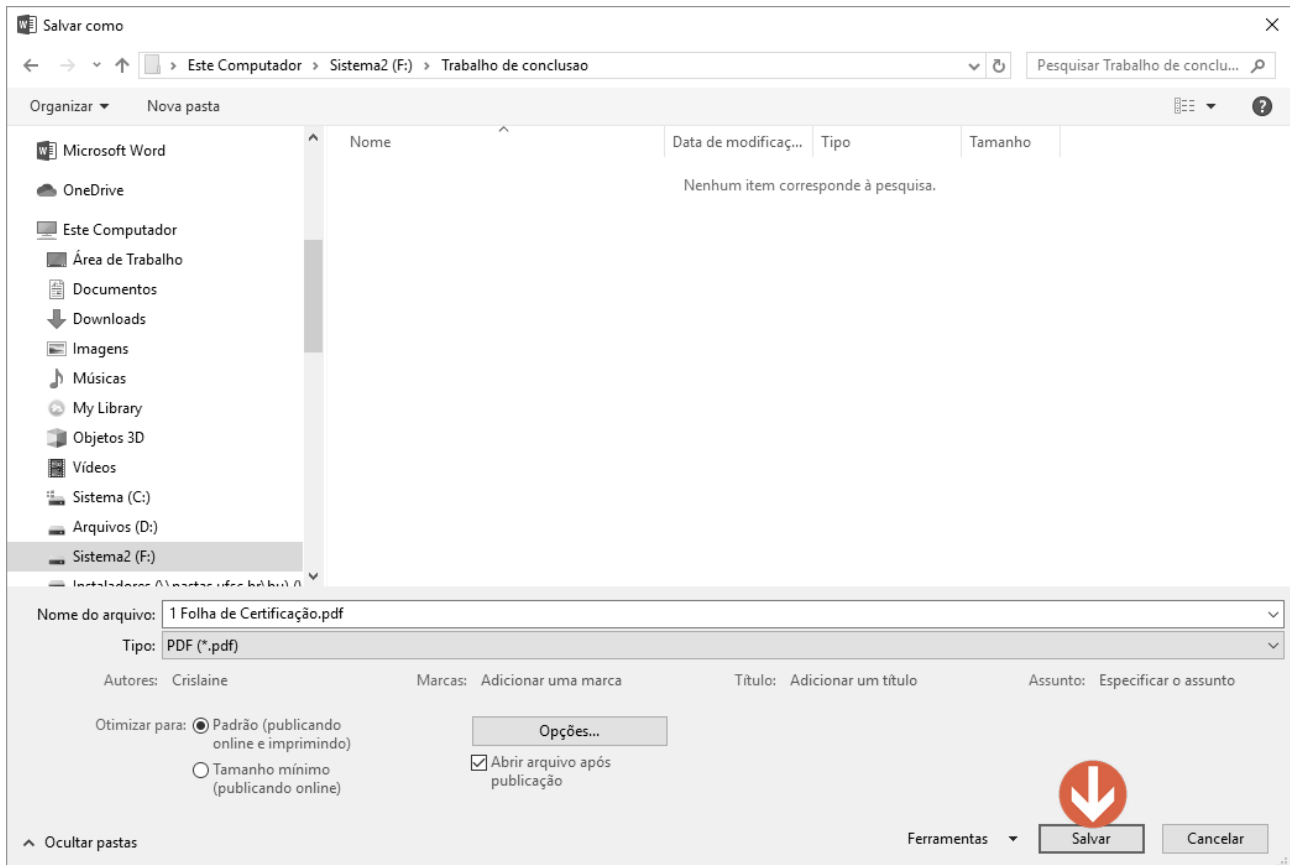 Salvar como
Este Computador > Sistema2 (F:) > Trabalho de conclusao
Pesquisar Trabalho de conclu...
Organizar
Nova pasta
Microsoft Word
OneDrive
Este Computador
Área de Trabalho
Documentos
Downloads
Imagens
Músicas
My Library
Objetos 3D
Vídeos
Sistema (C:)
Arquivos (D:)
Sistema2 (F:)
Nome
Data de modificaç...
Tipo
Tamanho
Nenhum item corresponde à pesquisa.
Nome do arquivo: 1 Folha de Certificação.pdf
Tipo: PDF (*.pdf)
Autores: Crislaine
Marcas: Adicionar uma marca
Título: Adicionar um título
Assunto: Especificar o assunto
Otimizar para:
Padrão (publicando
online e imprimindo)
Tamanho mínimo
(publicando online)
Opções...
Abrir arquivo após
publicação
Ocultar pastas
Ferramentas
Salvar
Cancelar